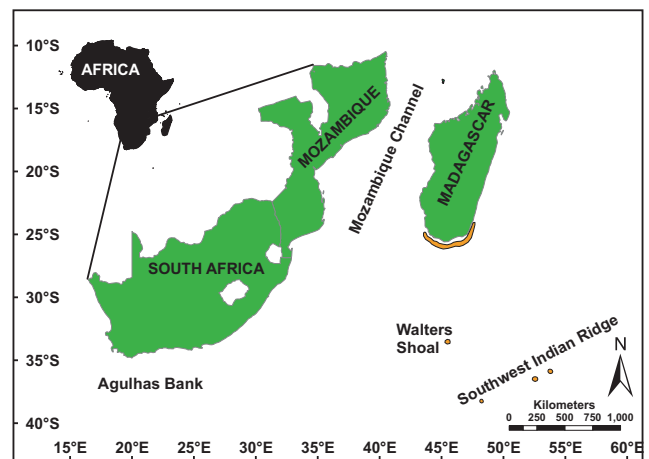 10°S
AFRICA
15°S
MOZAMBIQUE
Mozambique Channel
MADAGASCAR
20°S
25°S
SOUTH AFRICA
30°S
Walters
Shoal
Southwest Indian Ridge
N
35°S
Agulhas Bank
Kilometers
0 250 500 750 1,000
40°S
15°E 20°E 25°E 30°E 35°E 40°E 45°E 50°E 55°E 60°E